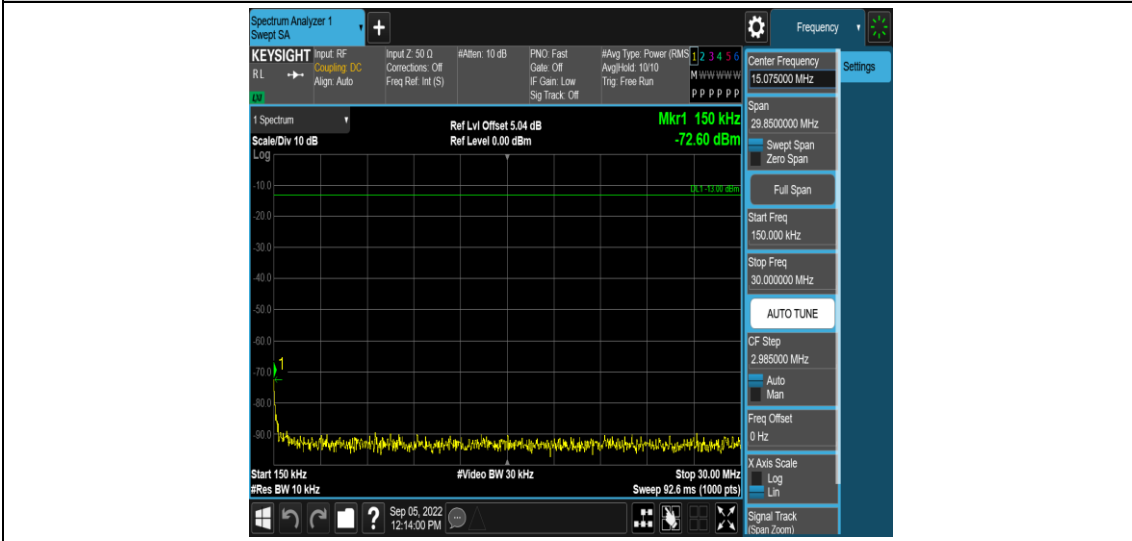 Spectrum Analyzer 1
Swept SA
+
Frequency
KEYSIGHT
RL
LXI
Input: RF
Coupling: DC
Align: Auto
Input Z: 50 Ω
Corrections: Off
Freq Ref: Int (S)
#Atten: 10 dB
PNO: Fast
Gate: Off
IF Gain: Low
Sig Track: Off
#Avg Type: Power (RMS
Avg|Hold: 10/10
Trig: Free Run
1 2 3 4 5 6
M W W W W W
P P P P P P
1 Spectrum
Scale/Div 10 dB
Log
Ref Lvl Offset 5.04 dB
Ref Level 0.00 dBm
Mkr1 150 kHz
-72.60 dBm
DL1 -13.00 dBm
-10.0
-20.0
-30.0
-40.0
-50.0
-60.0
1
-70.0
-80.0
-90.0
Start 150 kHz
#Res BW 10 kHz
#Video BW 30 kHz
Stop 30.00 MHz
Sweep 92.6 ms (1000 pts)
?
Sep 05, 2022
12:14:00 PM
Center Frequency
15.075000 MHz
Settings
Span
29.8500000 MHz
Swept Span
Zero Span
Full Span
Start Freq
150.000 kHz
Stop Freq
30.000000 MHz
AUTO TUNE
CF Step
2.985000 MHz
Auto
Man
Freq Offset
0 Hz
X Axis Scale
Log
Lin
Signal Track
(Span Zoom)